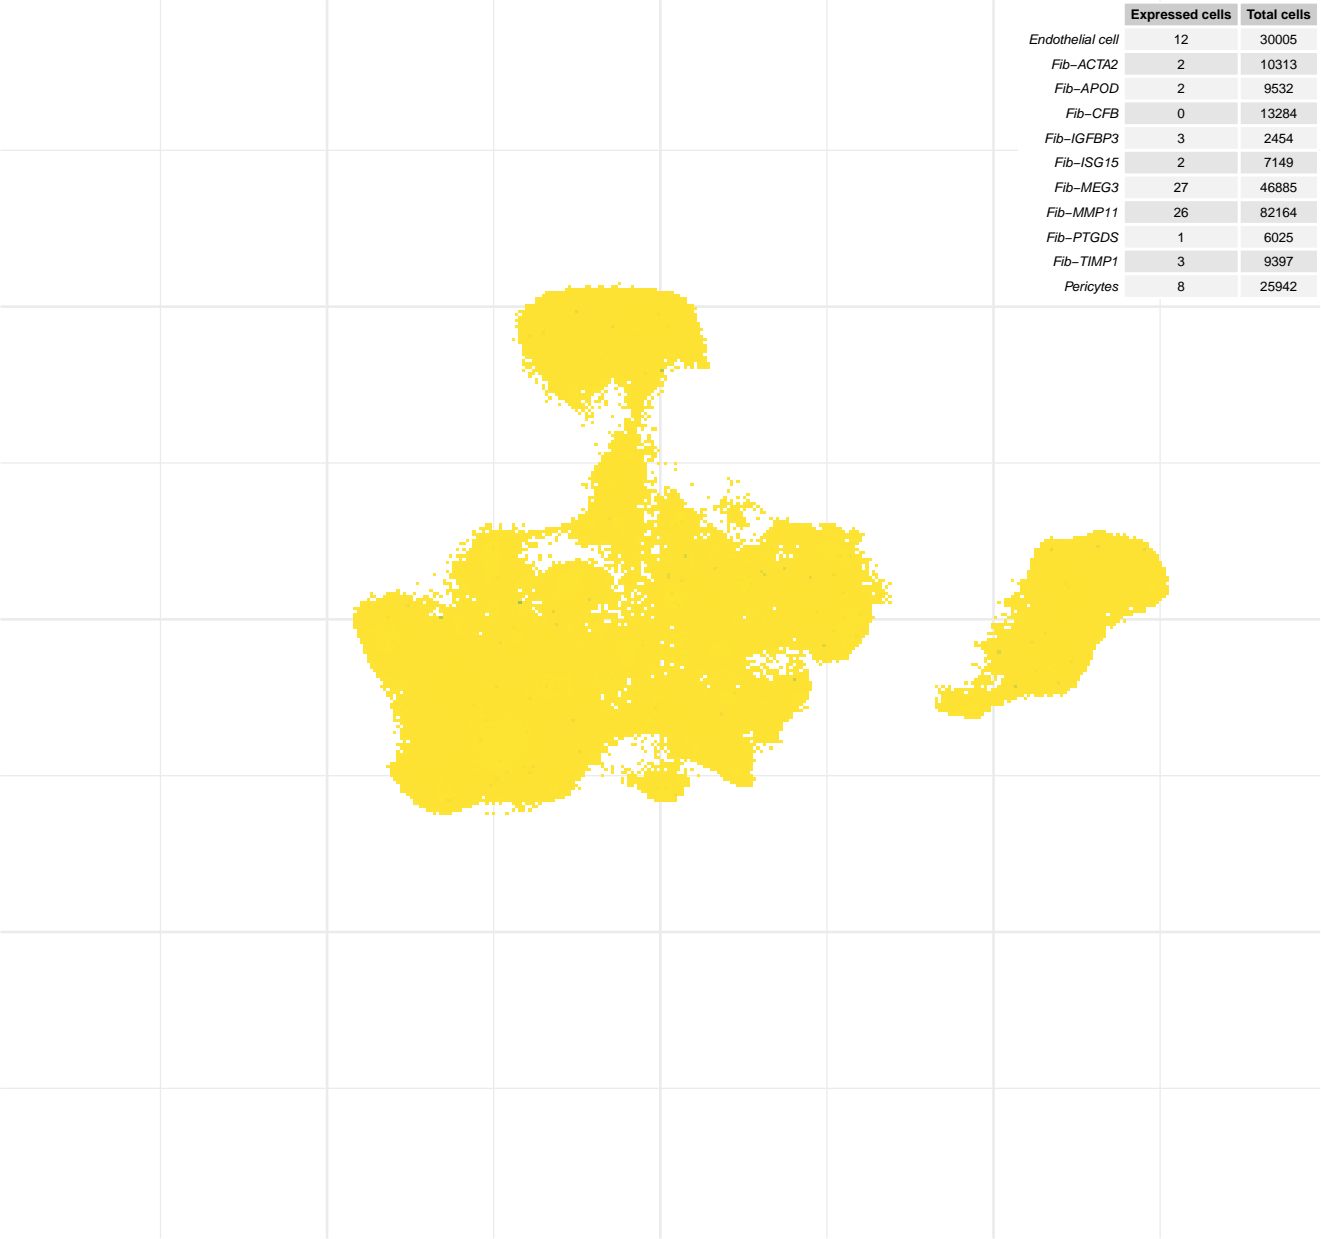 Expressed cells Total cells
Endothelial cell 12 30005
Fib−ACTA2 2 10313
Fib−APOD 2 9532
Fib−CFB 0 13284
Fib−IGFBP3 3 2454
Fib−ISG15 2 7149
Fib−MEG3 27 46885
Fib−MMP11 26 82164
Fib−PTGDS 1 6025
Fib−TIMP1 3 9397
Pericytes 8 25942